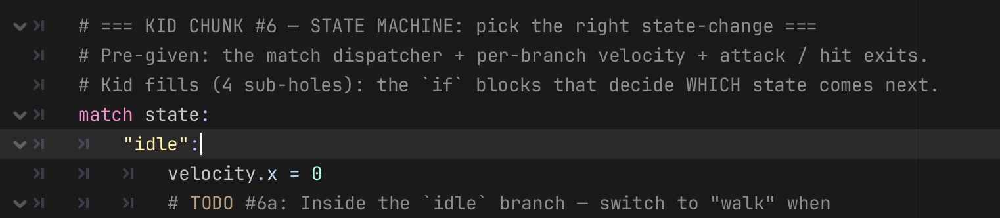 # === KID CHUNK #6 — STATE MACHINE: pick the right state-change ===
# Pre-given: the match dispatcher + per-branch velocity + attack / hit exits.
# Kid fills (4 sub-holes): the `if` blocks that decide WHICH state comes next.
match state:
"idle":
velocity.x = 0
# TODO #6a: Inside the `idle` branch — switch to "walk" when